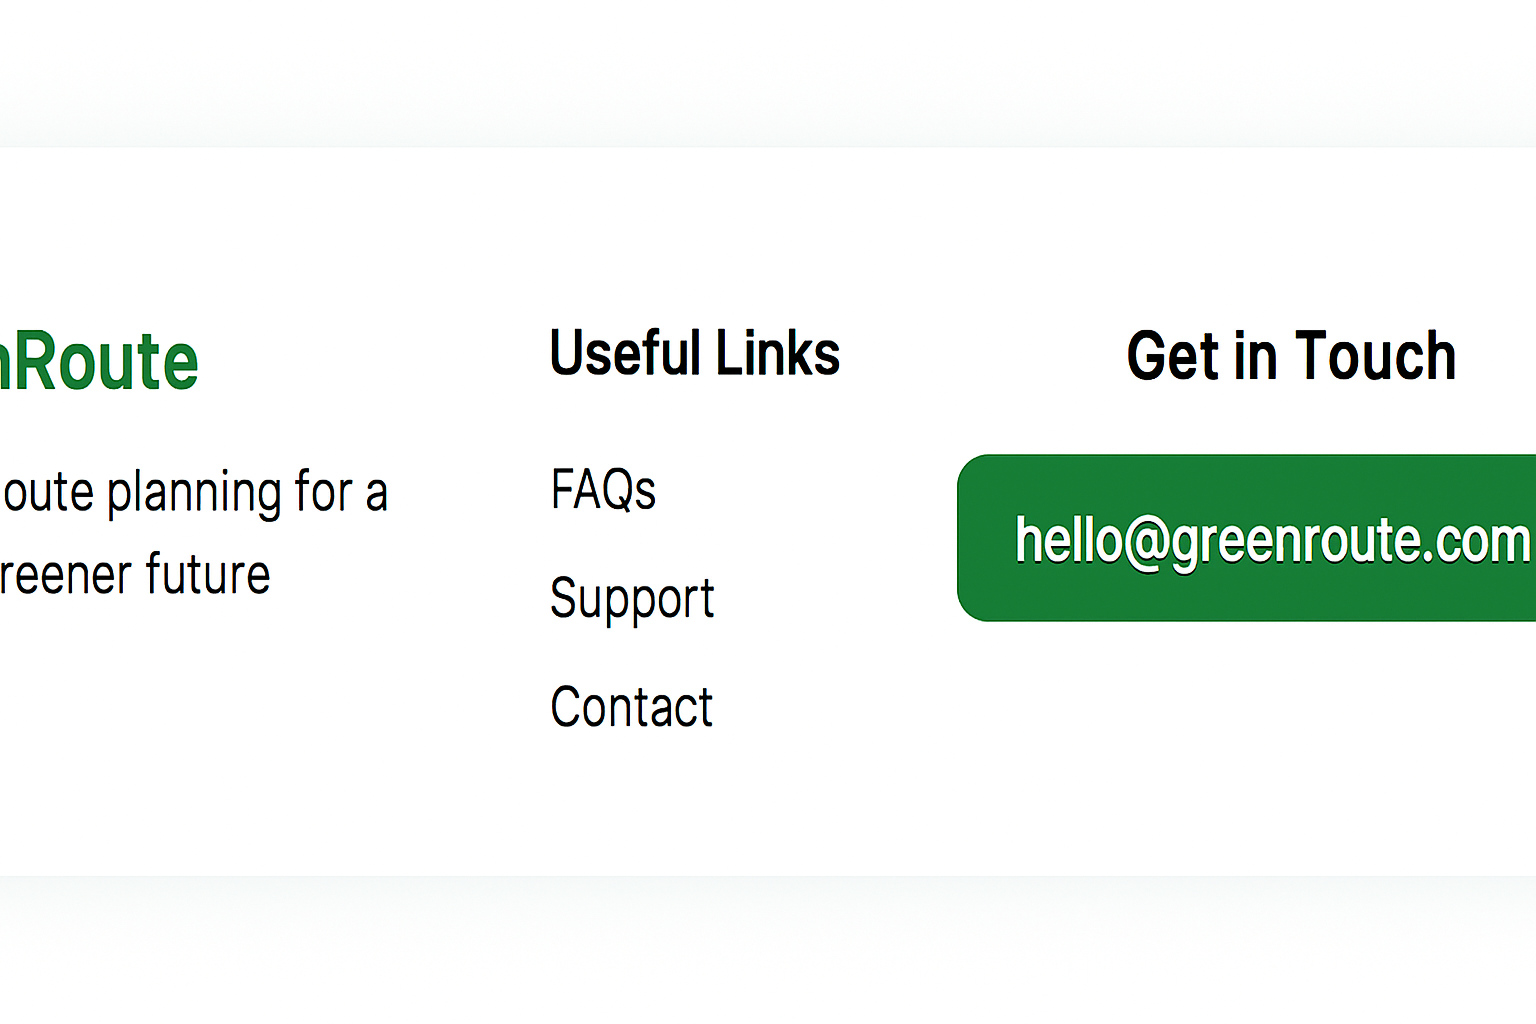 nRoute
oute planning for a
reener future
Useful Links
FAQs
Support
Contact
Get in Touch
hello@greenroute.com